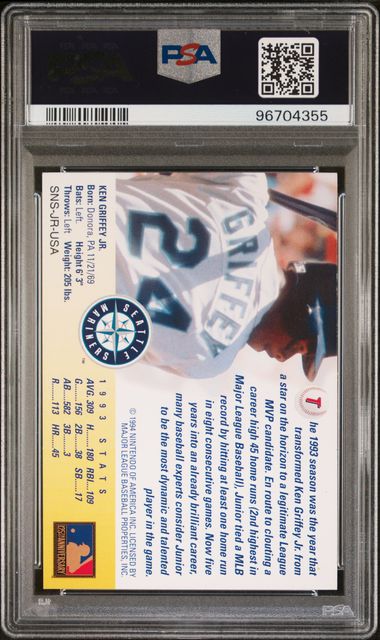 PSA
96704355
GRIFFEY
24
KEN GRIFFEY JR.
Born: Donora, PA 11/21/69
Bats: Left Height 6' 3"
Throws: Left Weight: 205 lbs.
SNS-JR-USA
SEATTLE
MARINERS
TM
The 1993 season was the year that
transformed Ken Griffey Jr. from
a star on the horizon to a legitimate League
MVP candidate. En route to clouting a
career high 45 home runs (2nd highest in
Major League Baseball), Junior tied a MLB
record by hitting at least one home run
in eight consecutive games. Now five
years into an already brilliant career,
many baseball experts consider Junior
to be the most dynamic and talented
player in the game.
1993 STATS
AVG. .309 H. ......180 RBI..109
G......156 2B ......38 SB......17
AB....582 3B ........3
R.......113 HR......45
© 1994 NINTENDO OF AMERICA INC. LICENSED BY
MAJOR LEAGUE BASEBALL PROPERTIES, INC.
125th ANNIVERSARY
PSA